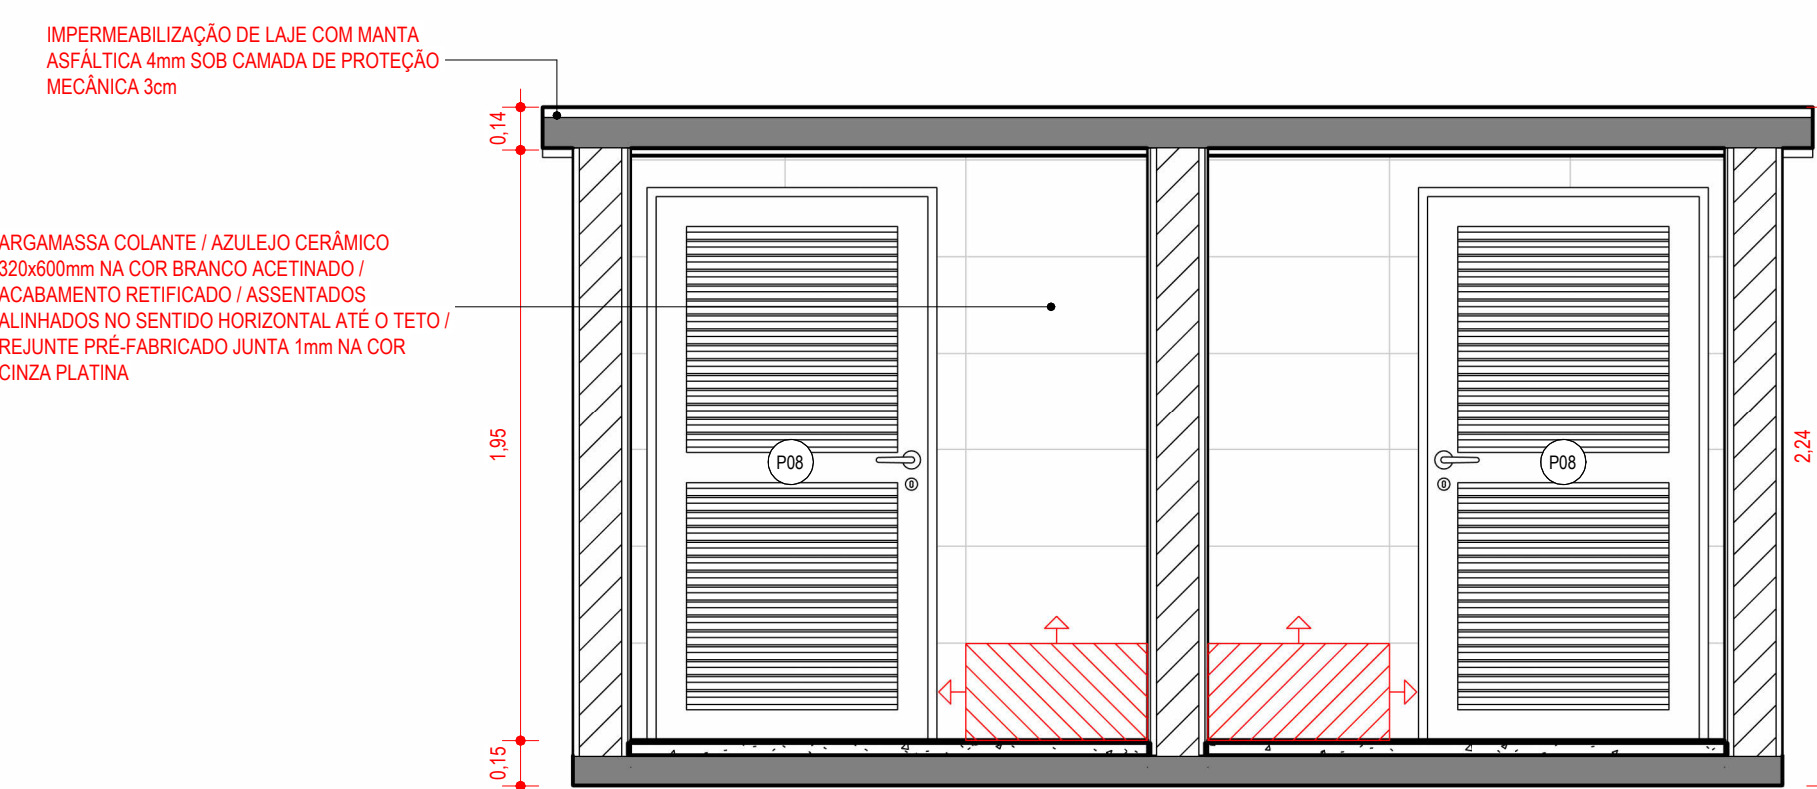 IMPERMEABILIZAÇÃO DE LAJE COM MANTA
ASFÁLTICA 4mm SOB CAMADA DE PROTEÇÃO
MECÂNICA 3cm
0,14
ARGAMASSA COLANTE / AZULEJO CERÂMICO
320x600mm NA COR BRANCO ACETINADO /
ACABAMENTO RETIFICADO / ASSENTADOS
ALINHADOS NO SENTIDO HORIZONTAL ATÉ O TETO /
REJUNTE PRÉ-FABRICADO JUNTA 1mm NA COR
CINZA PLATINA
1,95
P08
P08
2,24
0,15